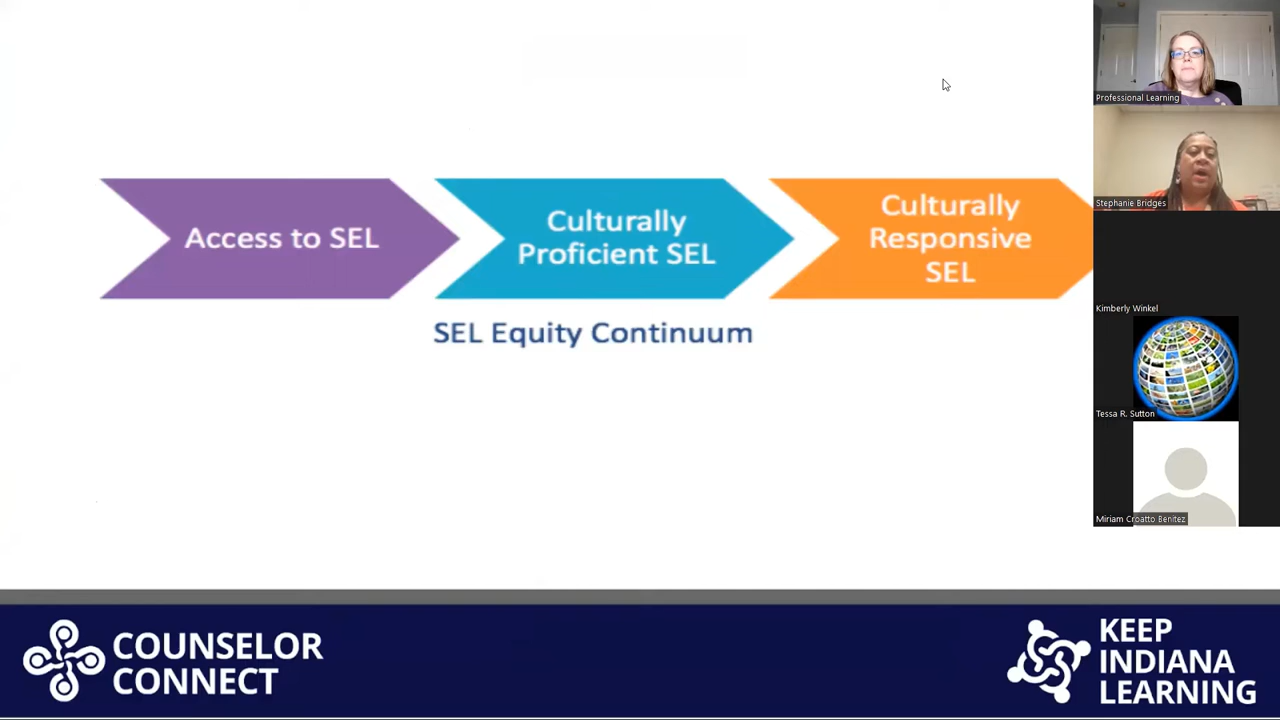 Access to SEL
Culturally
Proficient SEL
Culturally
Responsive
SEL
SEL Equity Continuum
Professional Learning
Stephanie Bridges
Kimberly Winkel
Tessa R. Sutton
Miriam Croatto Benitez
COUNSELOR
CONNECT
KEEP
INDIANA
LEARNING